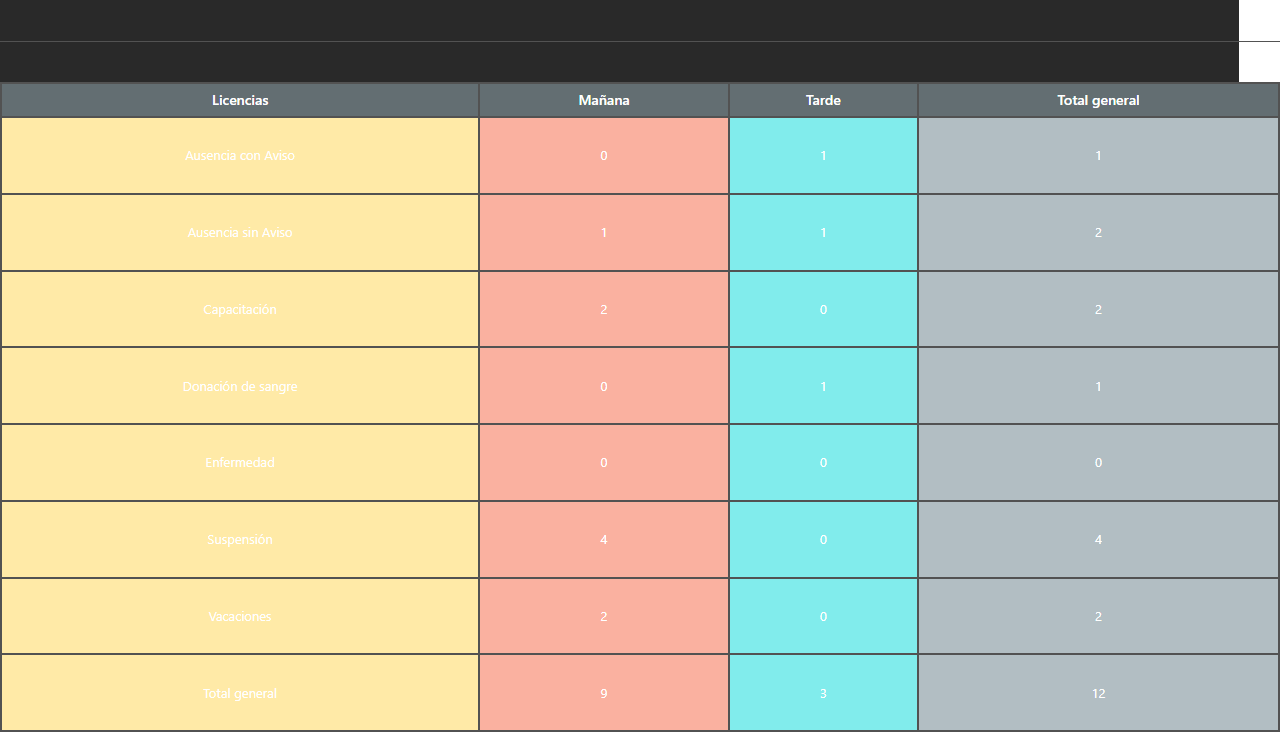 Licencias Mañana Tarde Total general
Ausencia con Aviso 0 1 1
Ausencia sin Aviso 1 1 2
Capacitación 2 0 2
Donación de sangre 0 1 1
Enfermedad 0 0 0
Suspensión 4 0 4
Vacaciones 2 0 2
Total general 9 3 12